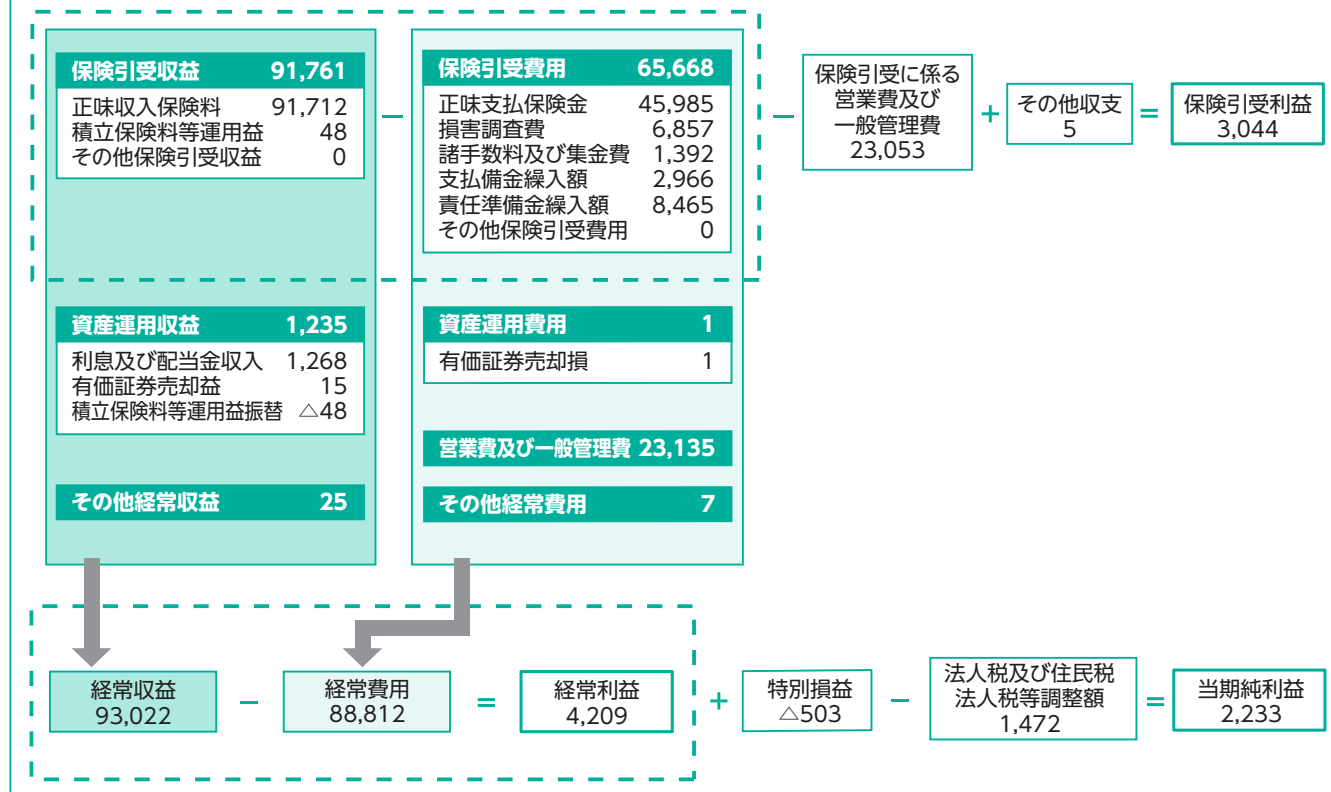 保険引受収益 91,761
正味収入保険料 91,712
積立保険料等運用益 48
その他保険引受収益 0
−
保険引受費用 65,668
正味支払保険金 45,985
損害調査費 6,857
諸手数料及び集金費 1,392
支払備金繰入額 2,966
責任準備金繰入額 8,465
その他保険引受費用 0
−
保険引受に係る
営業費及び
一般管理費
23,053
+
その他収支
5
=
保険引受利益
3,044
資産運用収益 1,235
利息及び配当金収入 1,268
有価証券売却益 15
積立保険料等運用益振替 △48
その他経常収益 25
資産運用費用 1
有価証券売却損 1
営業費及び一般管理費 23,135
その他経常費用 7
経常収益
93,022
−
経常費用
88,812
=
経常利益
4,209
+
特別損益
△503
−
法人税及び住民税
法人税等調整額
1,472
=
当期純利益
2,233